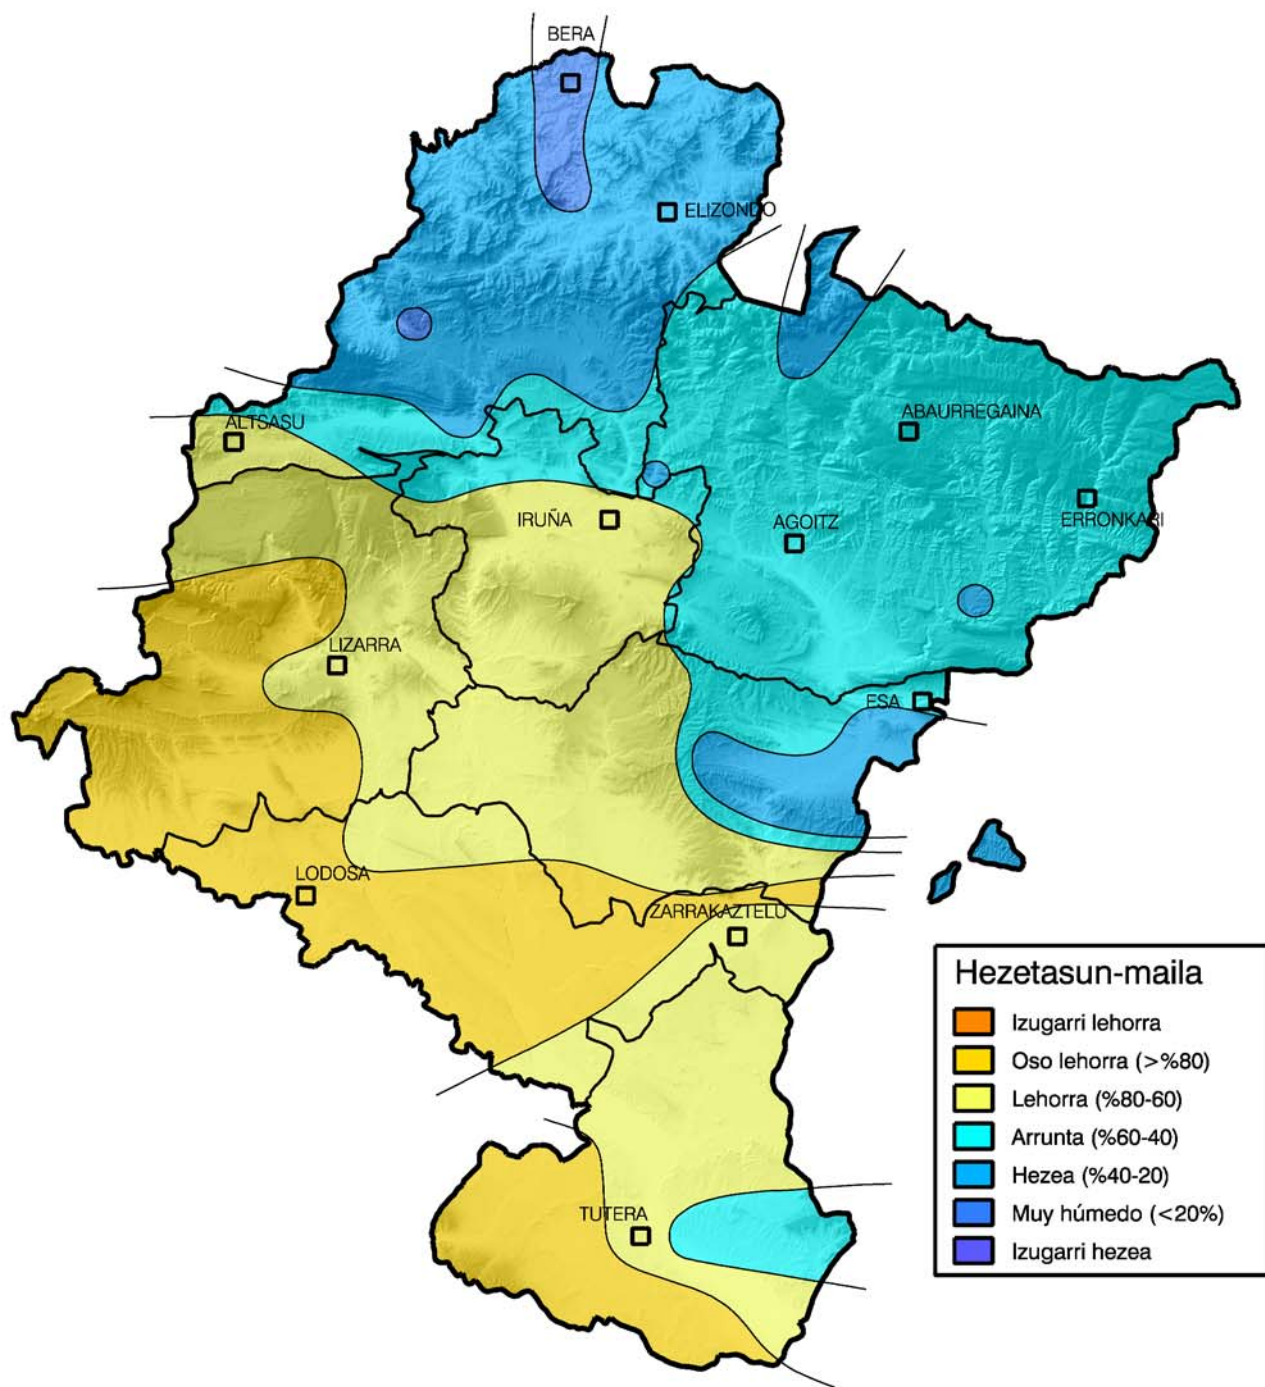 BERA
ELIZONDO
ABAURREGAINA
ALTSASU
IRUÑA
AGOITZ
ERRONKARI
LIZARRA
ESA
LODOSA
ZARRAKAZTELU
TUTERA
Hezetasun-maila
Izugarri lehorra
Oso lehorra (>%80)
Lehorra (%80-60)
Arrunta (%60-40)
Hezea (%40-20)
Muy húmedo (<20%)
Izugarri hezea